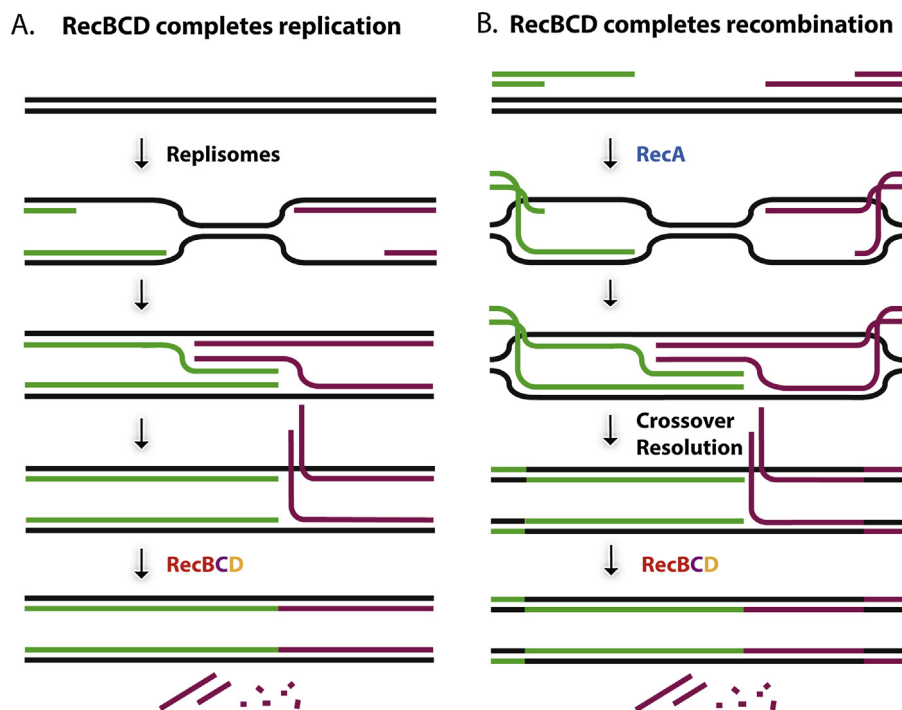 A. RecBCD completes replication
Replisomes
RecBCD
B. RecBCD completes recombination
RecA
Crossover
Resolution
RecBCD